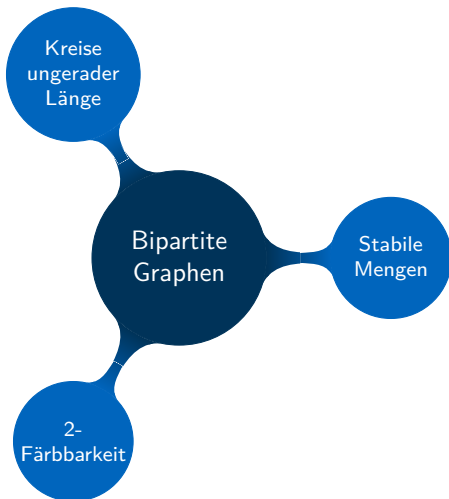 Kreise
ungerader
Länge
Bipartite
Graphen
Stabile
Mengen
2-
Färbbarkeit